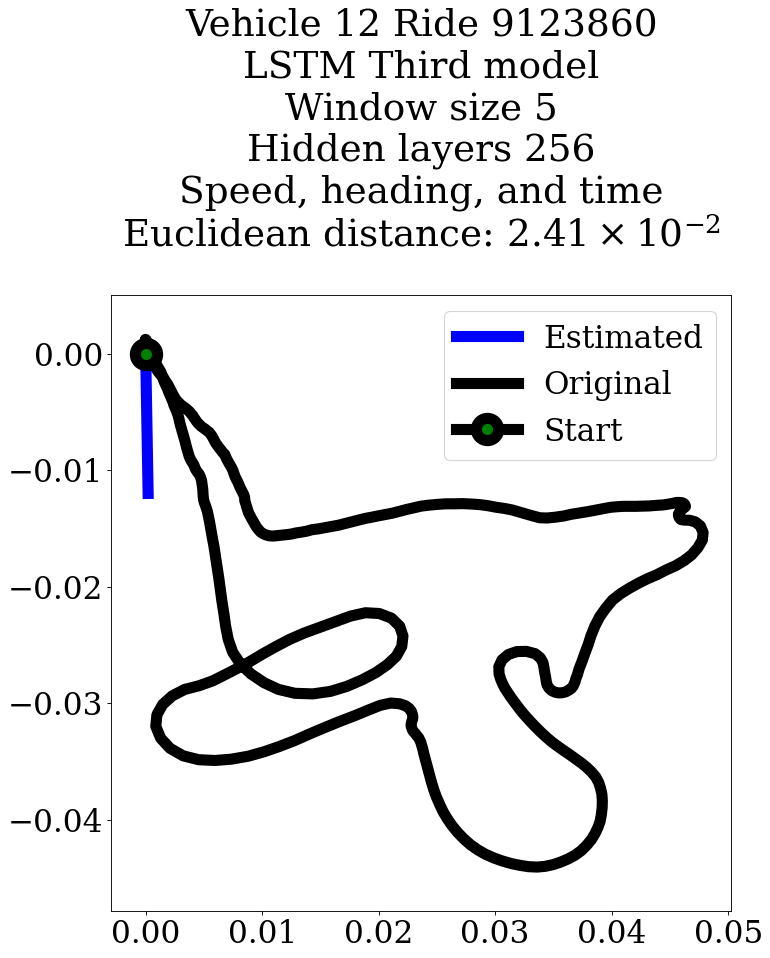 Vehicle 12 Ride 9123860
LSTM Third model
Window size 5
Hidden layers 256
Speed, heading, and time
Euclidean distance: 2.41 × 10⁻²
Estimated
Original
Start
0.00
−0.01
−0.02
−0.03
−0.04
0.00 0.01 0.02 0.03 0.04 0.05